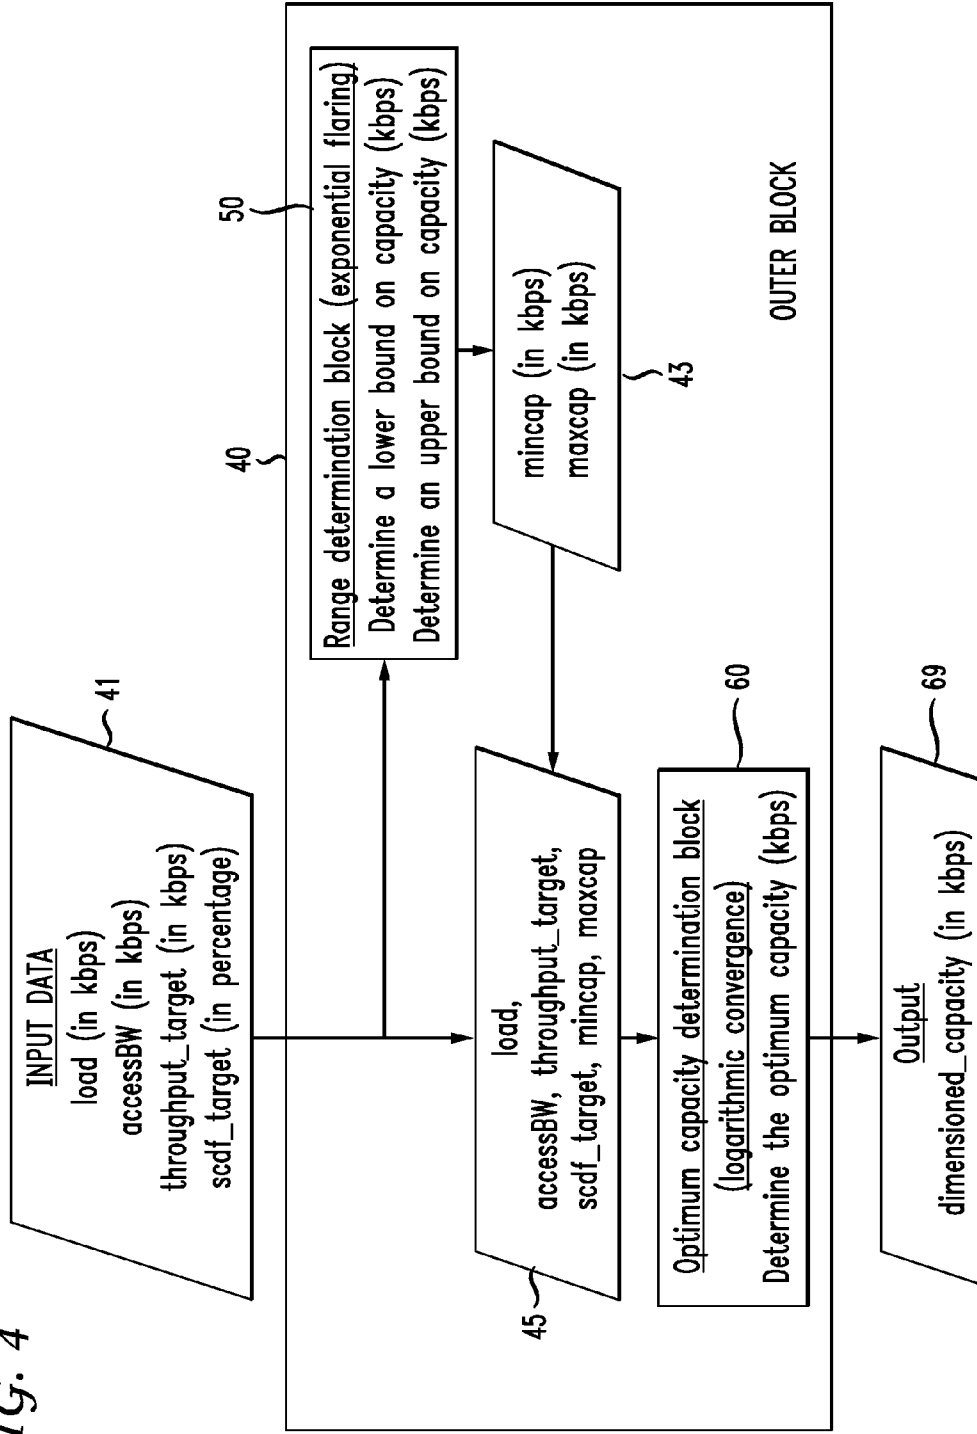 FIG. 4
INPUT DATA
load (in kbps)
accessBW (in kbps)
throughput_target (in kbps)
scdf_target (in percentage)
41
40
50
Range determination block (exponential flaring)
Determine a lower bound on capacity (kbps)
Determine an upper bound on capacity (kbps)
mincap (in kbps)
maxcap (in kbps)
43
load,
accessBW, throughput_target,
scdf_target, mincap, maxcap
45
Optimum capacity determination block
(logarithmic convergence)
Determine the optimum capacity (kbps)
60
OUTER BLOCK
Output
dimensioned_capacity (in kbps)
69